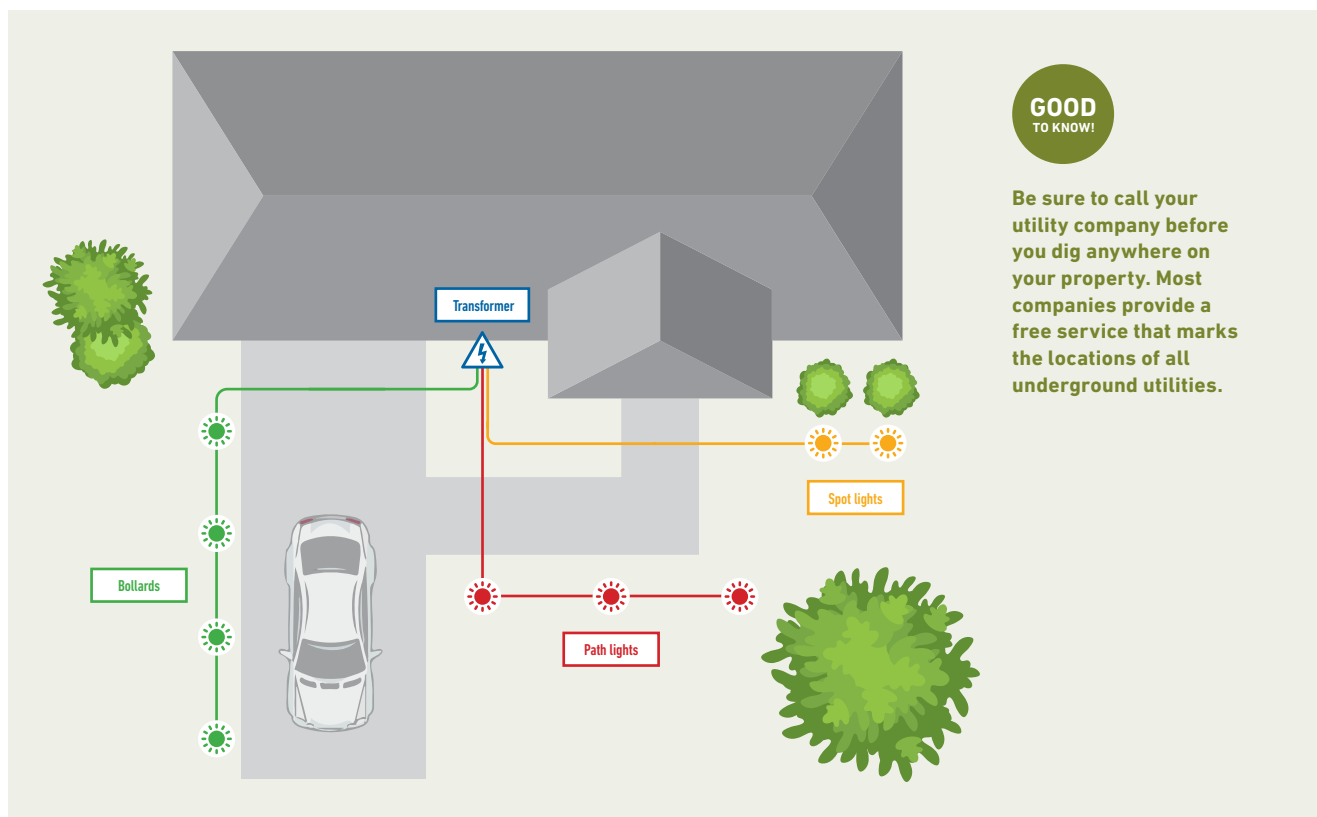 Transformer
Spot lights
Bollards
Path lights
GOOD
TO KNOW!
Be sure to call your
utility company before
you dig anywhere on
your property. Most
companies provide a
free service that marks
the locations of all
underground utilities.